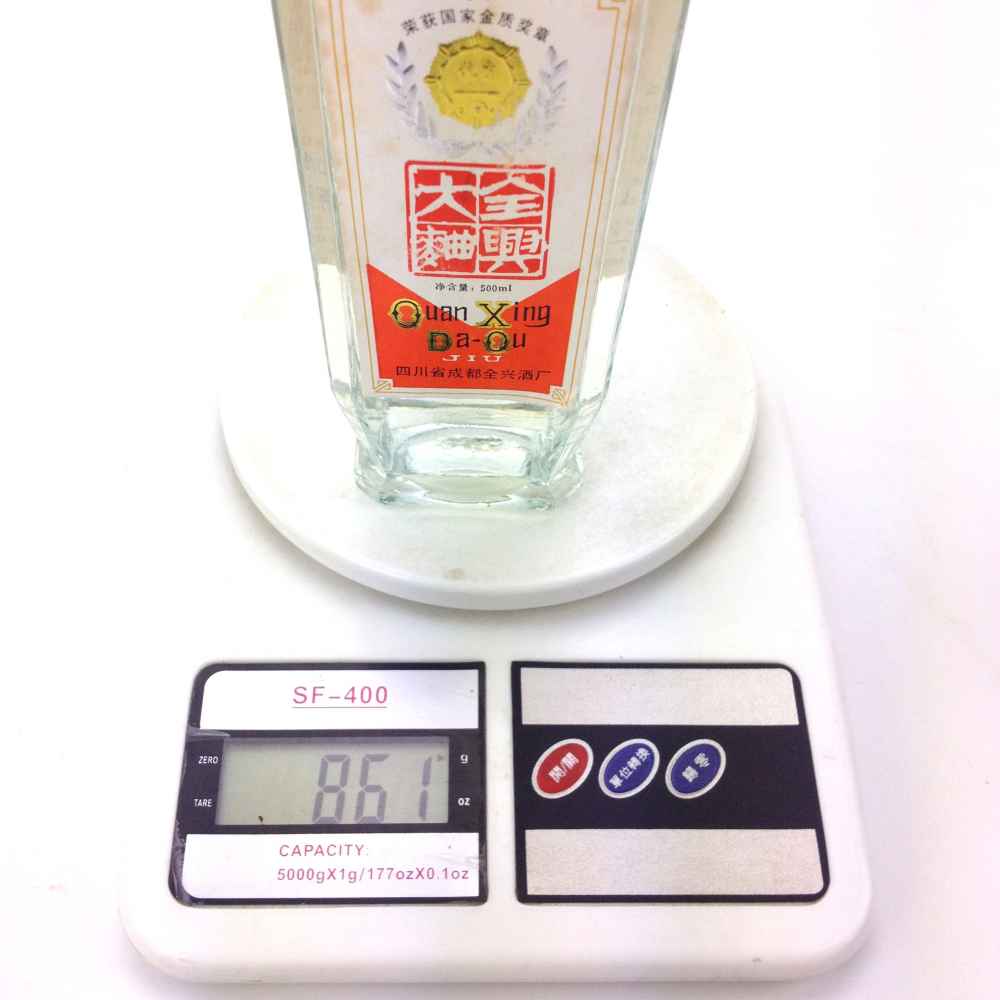 荣获国家金质奖章
全興
大麯
净含量：500ml
Quan Xing
Da-Qu
JIU
四川省成都全兴酒厂
SF-400
ZERO
861
g
TARE
oz
CAPACITY:
5000gX1g/177ozX0.1oz
開/關
單位轉換
歸零